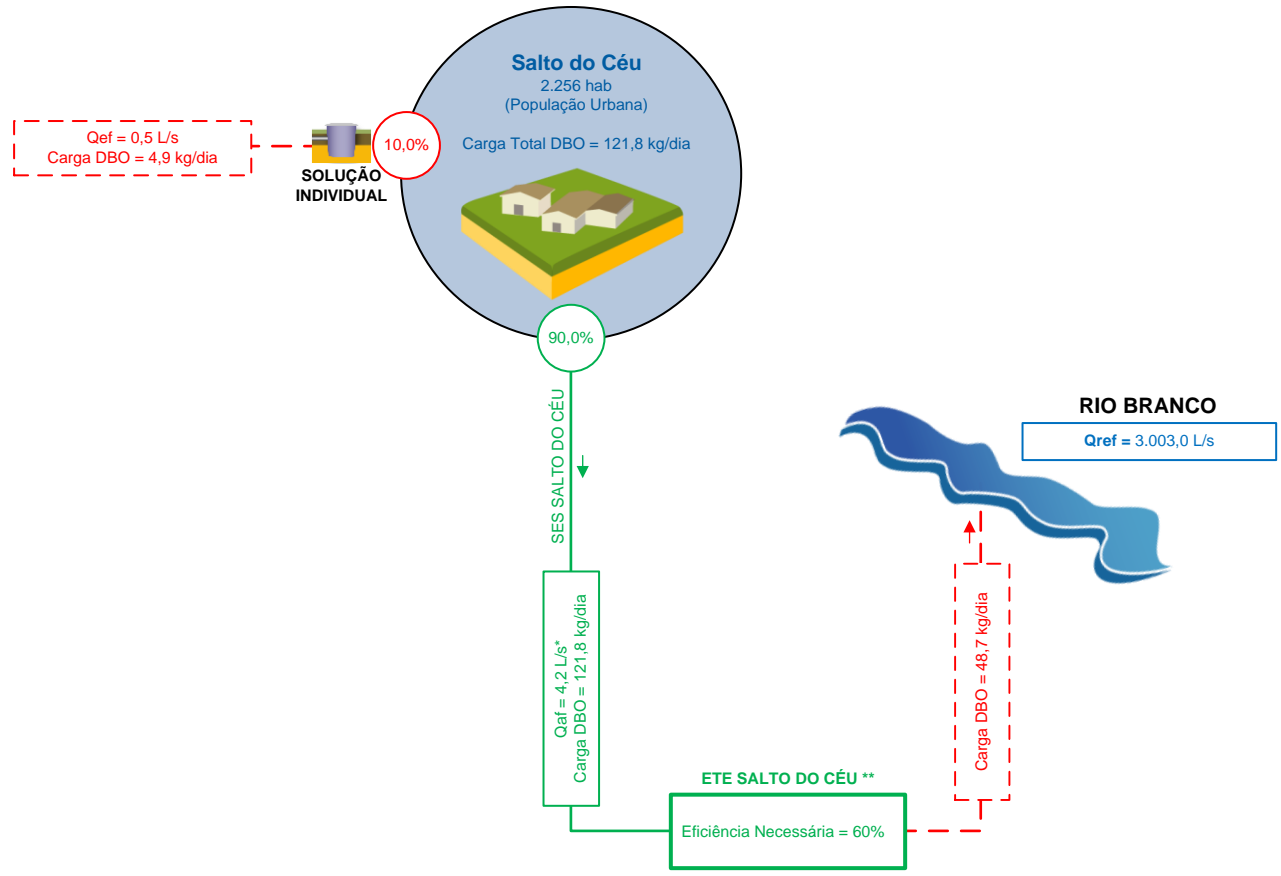 Salto do Céu
2.256 hab
(População Urbana)
Carga Total DBO = 121,8 kg/dia
Qef = 0,5 L/s
Carga DBO = 4,9 kg/dia
10,0%
SOLUÇÃO
INDIVIDUAL
90,0%
SES SALTO DO CÉU
RIO BRANCO
Qref = 3.003,0 L/s
Qaf = 4,2 L/s*
Carga DBO = 121,8 kg/dia
Carga DBO = 48,7 kg/dia
ETE SALTO DO CÉU **
Eficiência Necessária = 60%